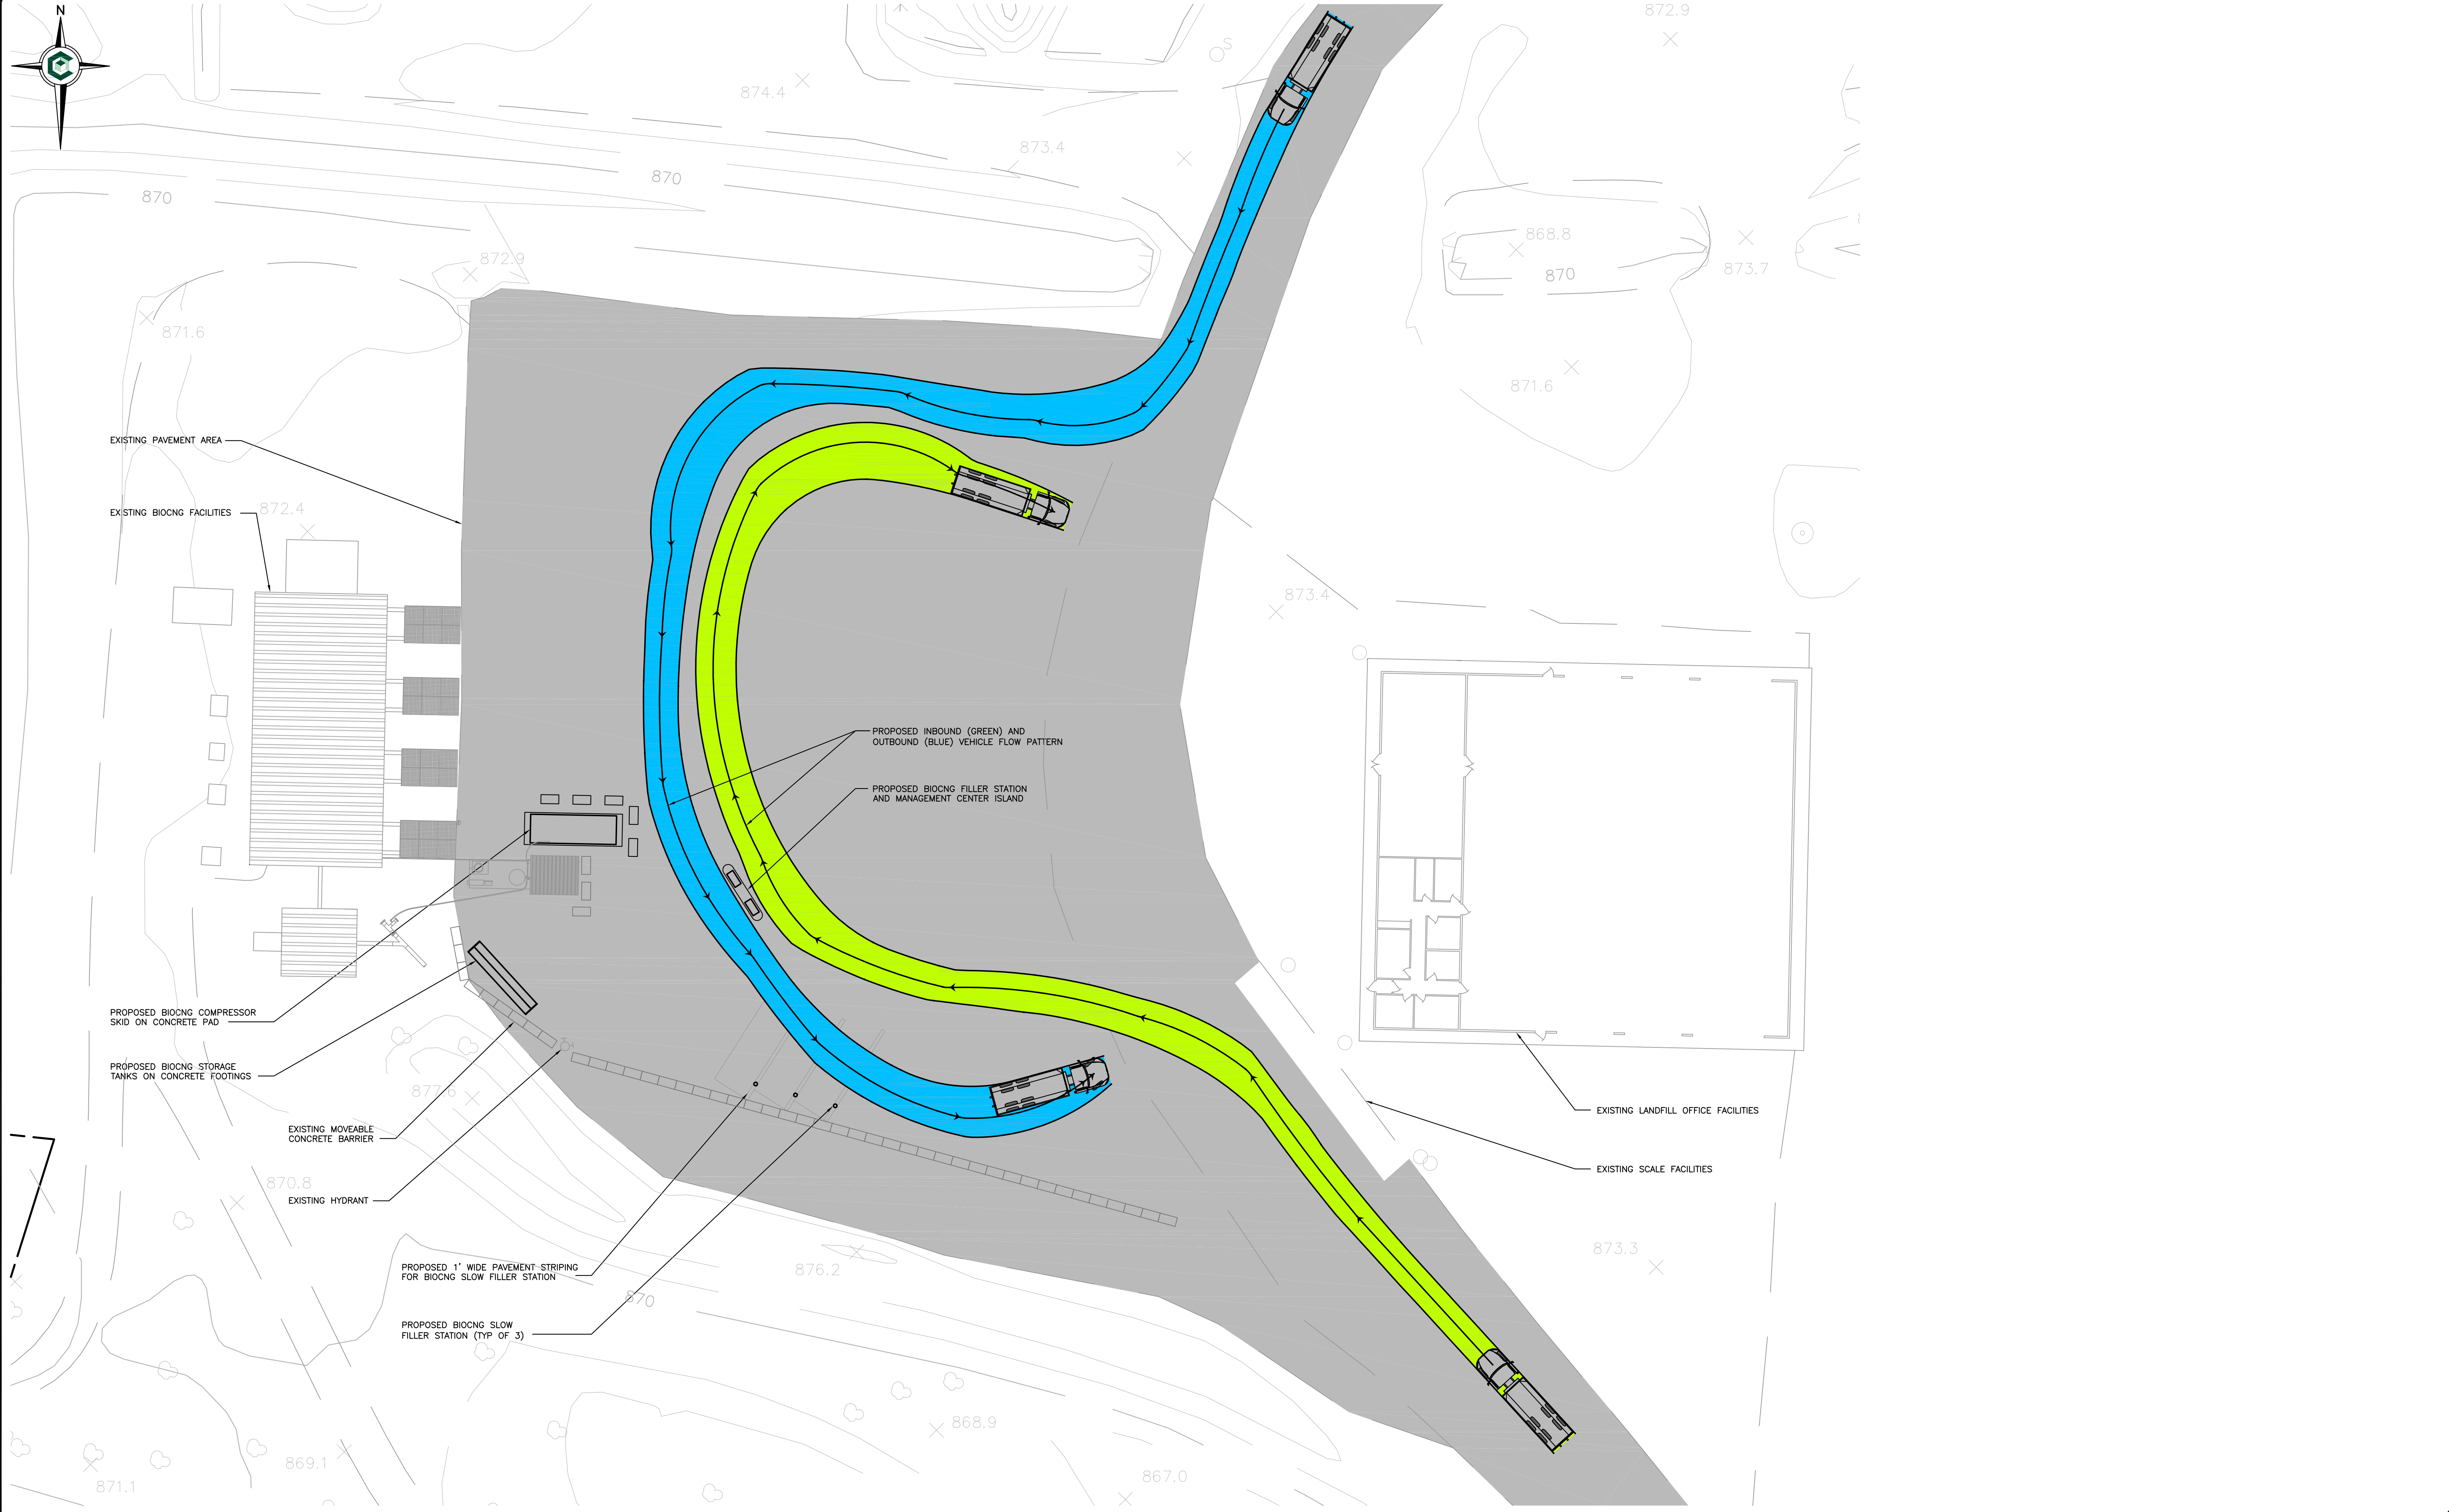 N
872.9
S
874.4
873.4
870
870
868.8
872.9
870
873.7
871.6
871.6
EXISTING PAVEMENT AREA
EXISTING BIOCNG FACILITIES
872.4
873.4
PROPOSED INBOUND (GREEN) AND
OUTBOUND (BLUE) VEHICLE FLOW PATTERN
PROPOSED BIOCNG FILLER STATION
AND MANAGEMENT CENTER ISLAND
PROPOSED BIOCNG COMPRESSOR
SKID ON CONCRETE PAD
PROPOSED BIOCNG STORAGE
TANKS ON CONCRETE FOOTINGS
877.6
EXISTING LANDFILL OFFICE FACILITIES
EXISTING MOVEABLE
CONCRETE BARRIER
EXISTING SCALE FACILITIES
870.8
EXISTING HYDRANT
873.3
PROPOSED 1' WIDE PAVEMENT STRIPING
FOR BIOCNG SLOW FILLER STATION
876.2
870
PROPOSED BIOCNG SLOW
FILLER STATION (TYP OF 3)
868.9
869.1
867.0
871.1